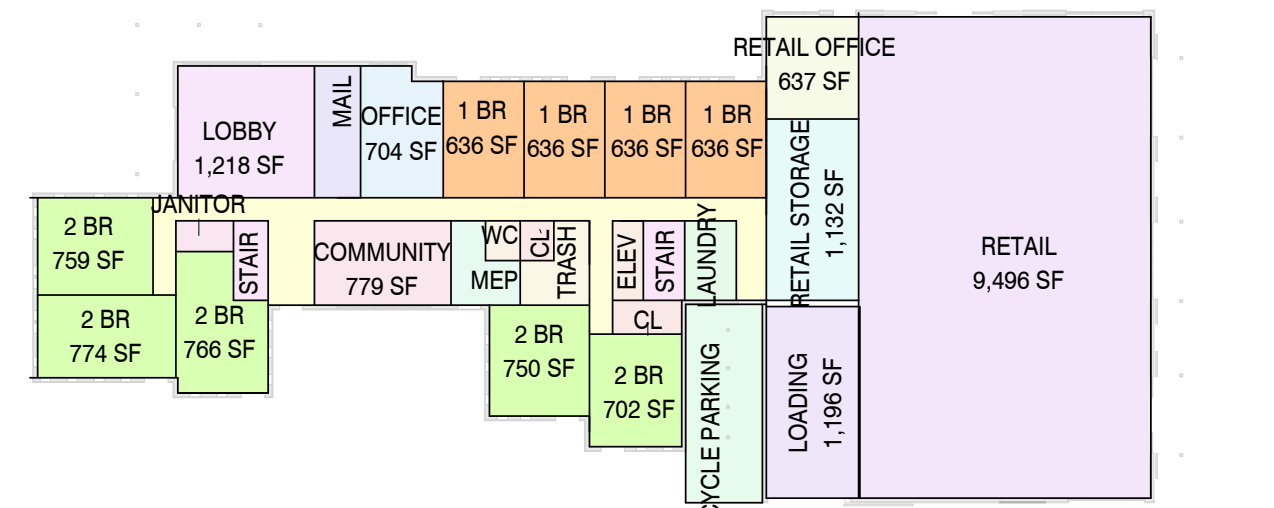 RETAIL OFFICE
637 SF
LOBBY
1,218 SF
MAIL
OFFICE
704 SF
1 BR
636 SF
1 BR
636 SF
1 BR
636 SF
1 BR
636 SF
RETAIL STORAGE
1,132 SF
RETAIL
9,496 SF
JANITOR
2 BR
759 SF
STAIR
COMMUNITY
779 SF
WC
CL
TRASH
MEP
ELEV
STAIR
LAUNDRY
2 BR
774 SF
2 BR
766 SF
2 BR
750 SF
CL
2 BR
702 SF
YCLE PARKING
LOADING
1,196 SF